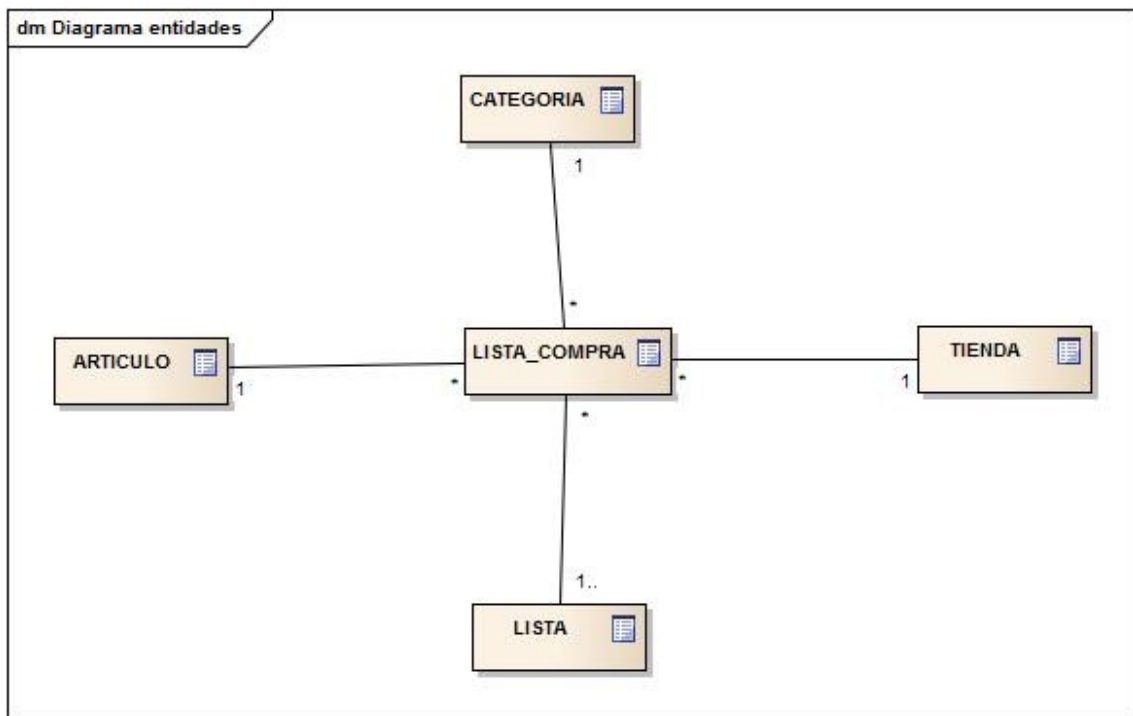 dm Diagrama entidades
CATEGORIA
1
*
ARTICULO
1
*
LISTA_COMPRA
*
1
TIENDA
*
1..
LISTA